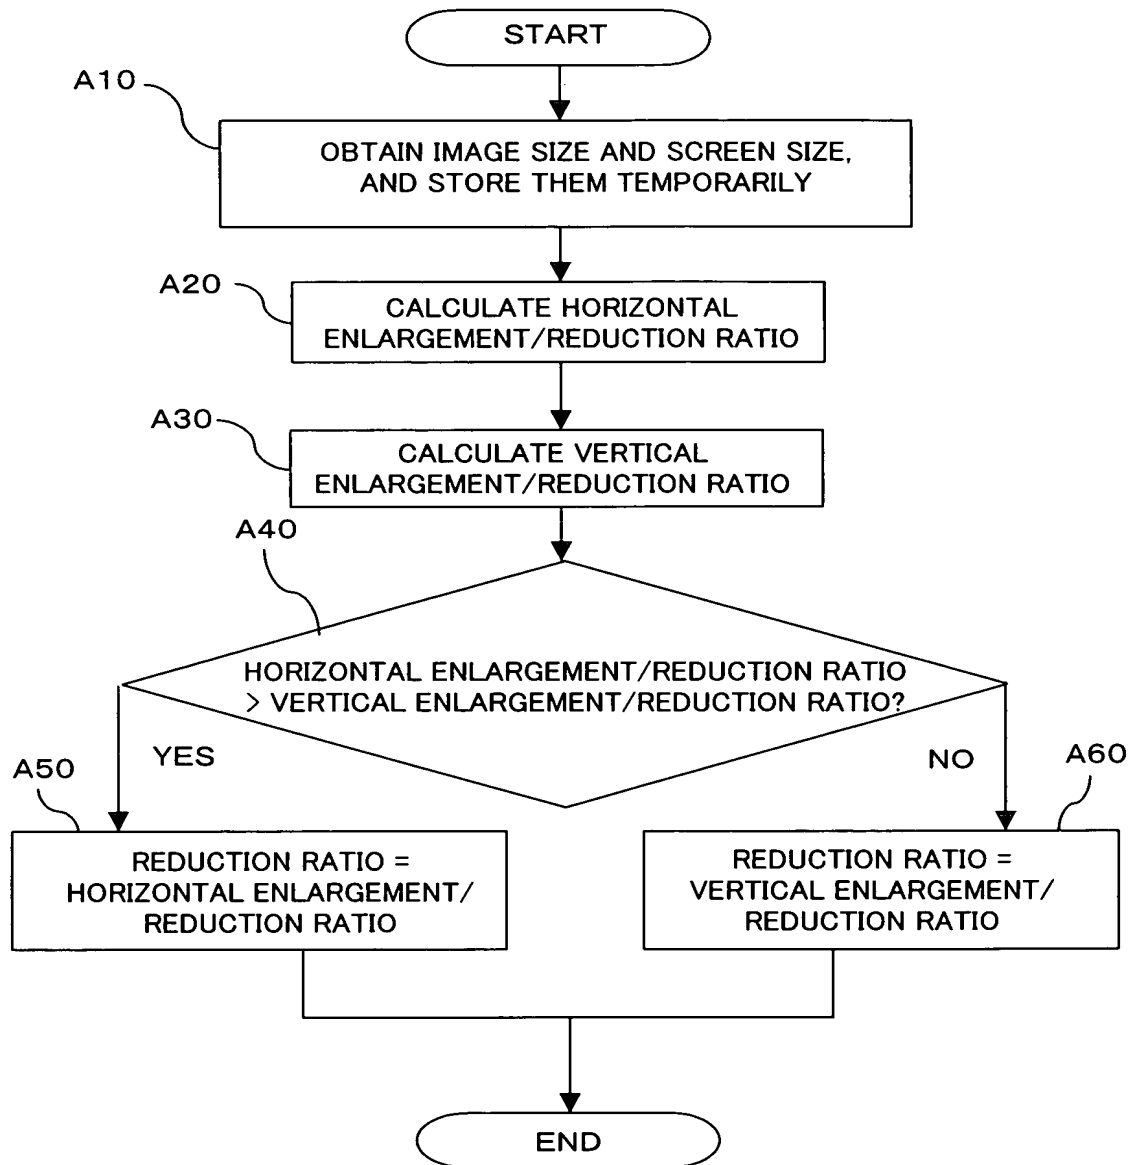 START
A10
OBTAIN IMAGE SIZE AND SCREEN SIZE,
AND STORE THEM TEMPORARILY
A20
CALCULATE HORIZONTAL
ENLARGEMENT/REDUCTION RATIO
A30
CALCULATE VERTICAL
ENLARGEMENT/REDUCTION RATIO
A40
HORIZONTAL ENLARGEMENT/REDUCTION RATIO
> VERTICAL ENLARGEMENT/REDUCTION RATIO?
YES
NO
A50
REDUCTION RATIO =
HORIZONTAL ENLARGEMENT/
REDUCTION RATIO
A60
REDUCTION RATIO =
VERTICAL ENLARGEMENT/
REDUCTION RATIO
END